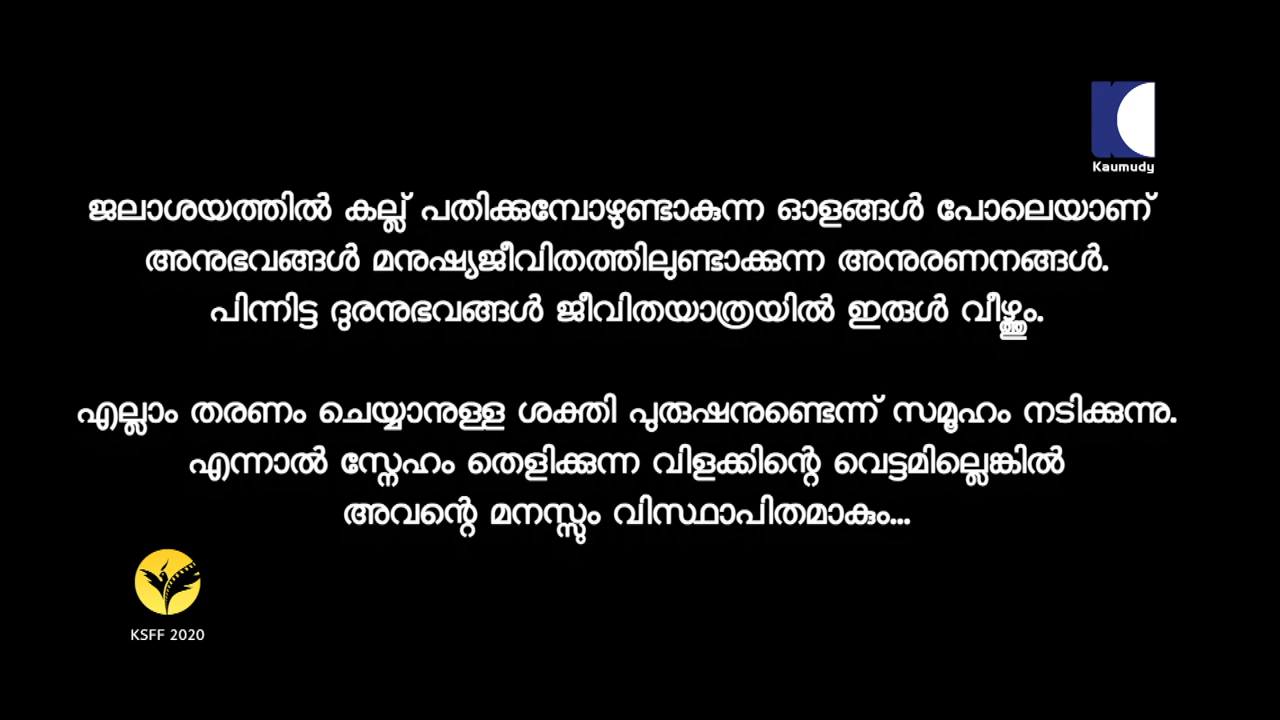 Kaumudy
ജലാശയത്തിൽ കല്ല് പതിക്കുമ്പോഴുണ്ടാകുന്ന ഓളങ്ങൾ പോലെയാണ്
അനുഭവങ്ങൾ മനുഷ്യജീവിതത്തിലുണ്ടാക്കുന്ന അനുരണനങ്ങൾ.
പിന്നിട്ട ദുരനുഭവങ്ങൾ ജീവിതയാത്രയിൽ ഇരുൾ വീഴ്ത്തും.
എല്ലാം തരണം ചെയ്യാനുള്ള ശക്തി പുരുഷനുണ്ടെന്ന് സമൂഹം നടിക്കുന്നു.
എന്നാൽ സ്നേഹം തെളിക്കുന്ന വിളക്കിന്റെ വെട്ടമില്ലെങ്കിൽ
അവന്റെ മനസ്സും വിസ്ഥാപിതമാകും...
KSFF 2020